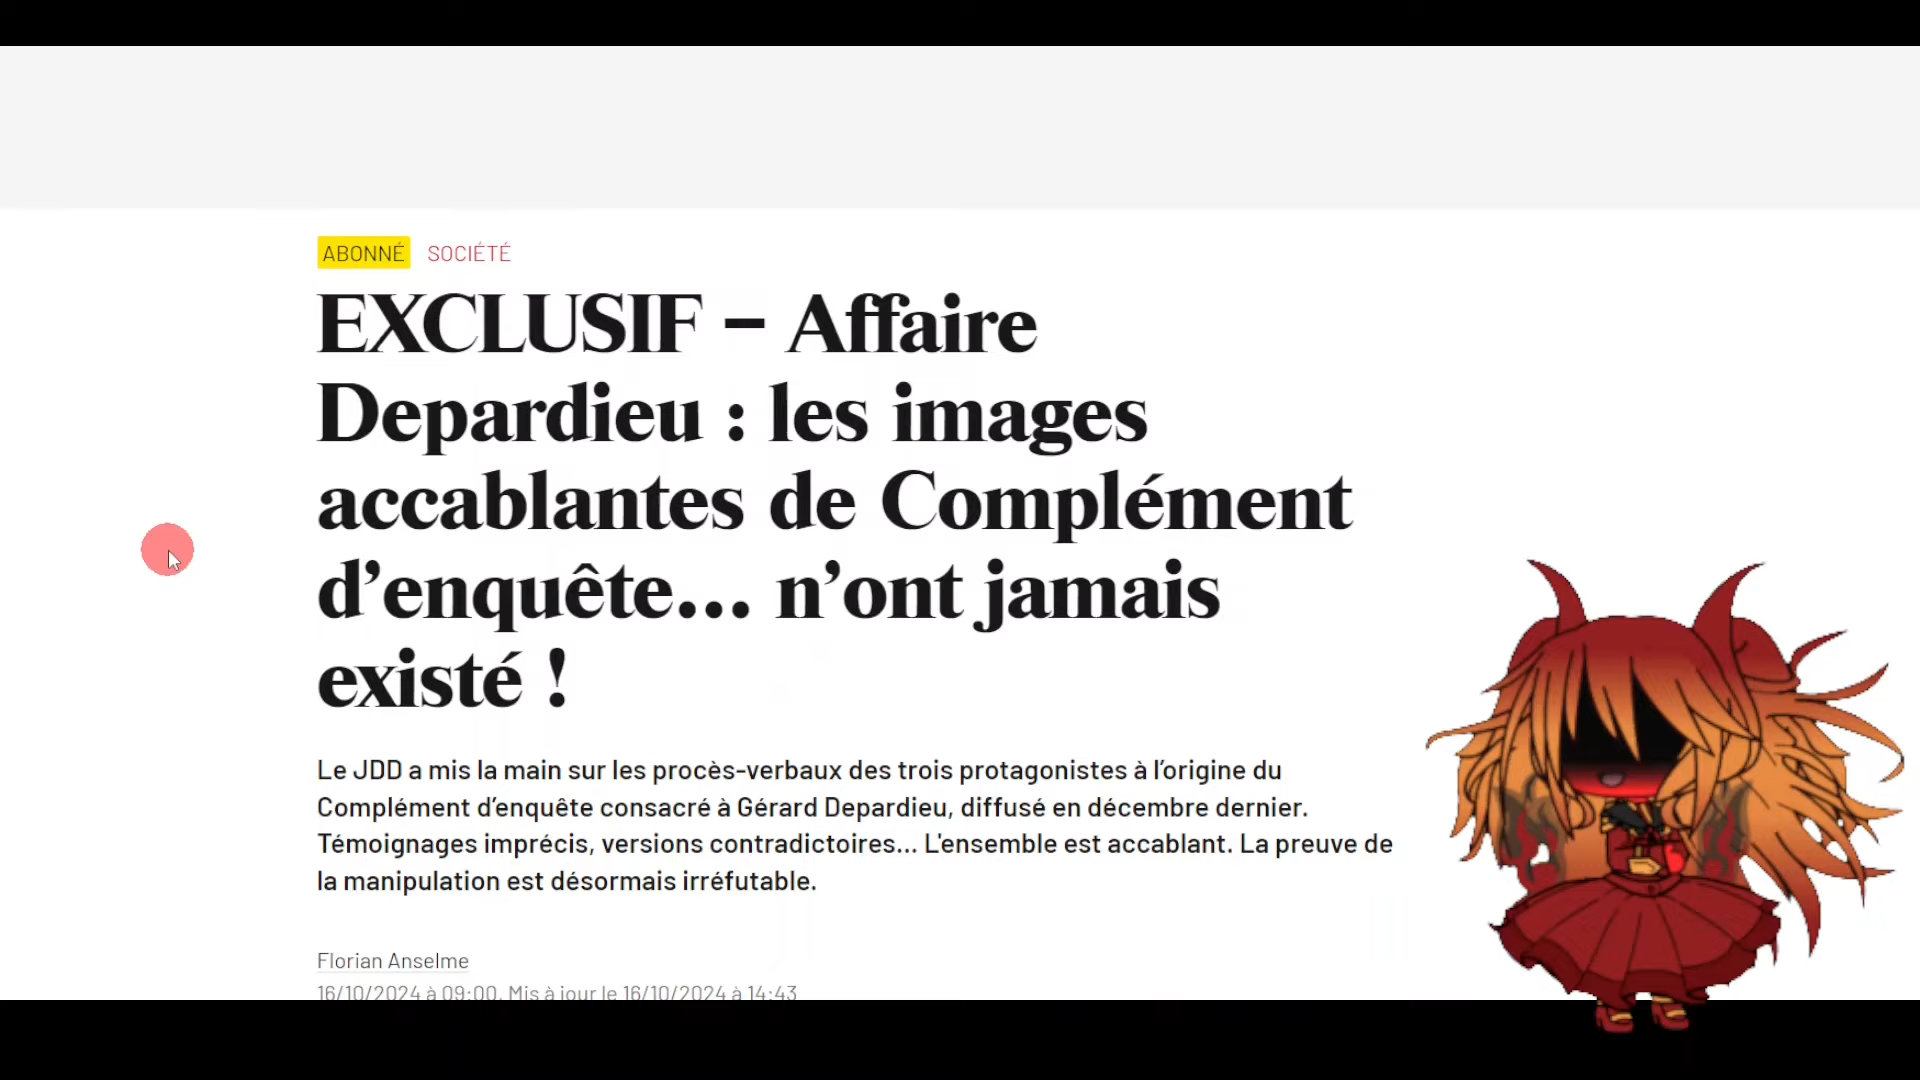 ABONNÉ SOCIÉTÉ
EXCLUSIF – Affaire
Depardieu : les images
accablantes de Complément
d’enquête… n’ont jamais
existé !
Le JDD a mis la main sur les procès-verbaux des trois protagonistes à l’origine du
Complément d’enquête consacré à Gérard Depardieu, diffusé en décembre dernier.
Témoignages imprécis, versions contradictoires… L'ensemble est accablant. La preuve de
la manipulation est désormais irréfutable.
Florian Anselme
16/10/2024 à 09:00, Mis à jour le 16/10/2024 à 14:43